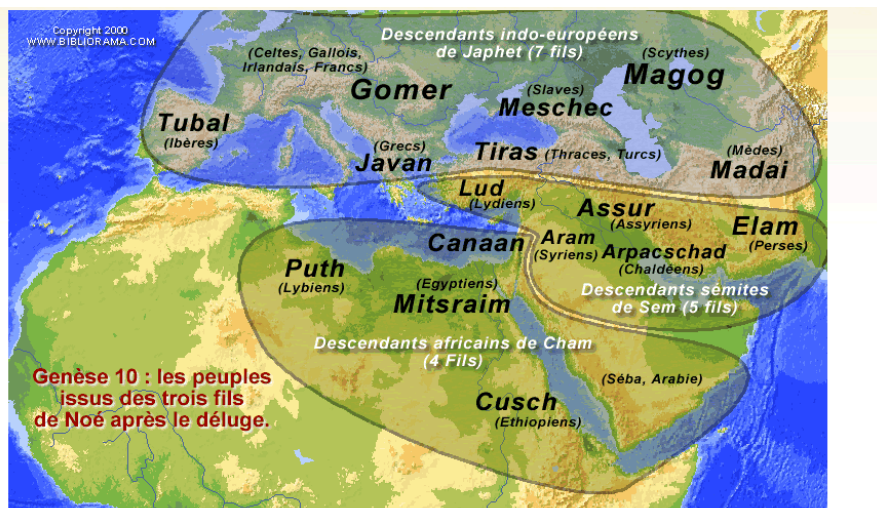 Copyright 2000
WWW.BIBLIORAMA.COM
Descendants indo-européens
de Japhet (7 fils)
(Celtes, Gallois,
Irlandais, Francs)
Gomer
(Scythes)
Magog
(Slaves)
Meschec
Tubal
(Ibères)
(Grecs)
Javan
Tiras (Thraces, Turcs)
(Mèdes)
Madai
Lud
(Lydiens)
Assur
(Assyriens)
Elam
(Perses)
Canaan
Aram
(Syriens)
Arpacschad
(Chaldéens)
Puth
(Lybiens)
(Egyptiens)
Mitsraim
Descendants sémites
de Sem (5 fils)
Descendants africains de Cham
(4 Fils)
Genèse 10 : les peuples
issus des trois fils
de Noé après le déluge.
(Séba, Arabie)
Cusch
(Ethiopiens)